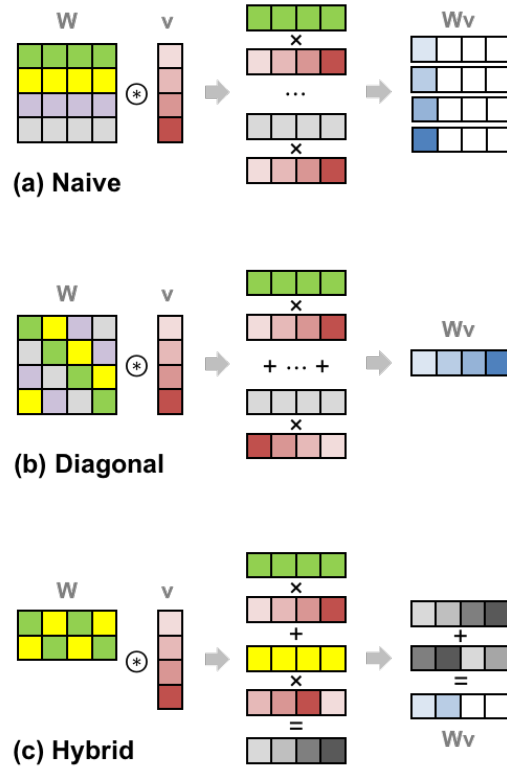 W v Wv
⊛
×
...
×
(a) Naive
W v
×
Wv
⊛
+ ... +
×
(b) Diagonal
W v
×
+
+
⊛
×
=
=
Wv
(c) Hybrid